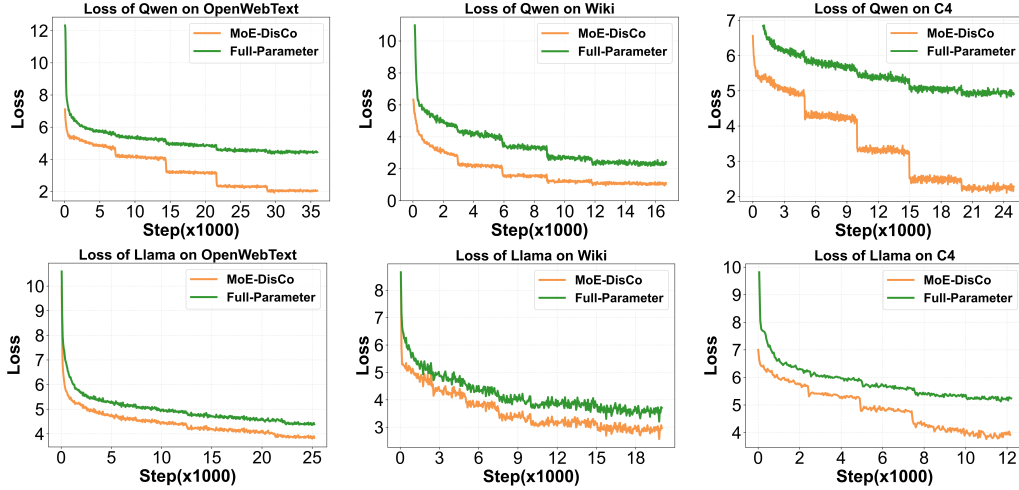 Loss of Qwen on OpenWebText
12
10
8
6
4
2
Loss
MoE-DisCo
Full-Parameter
0 5 10 15 20 25 30 35
Step(x1000)
Loss of Qwen on Wiki
10
8
6
4
2
0
Loss
MoE-DisCo
Full-Parameter
0 2 4 6 8 10 12 14 16
Step(x1000)
Loss of Qwen on C4
7
6
5
4
3
2
Loss
MoE-DisCo
Full-Parameter
0 3 6 9 12 15 18 21 24
Step(x1000)
Loss of Llama on OpenWebText
10
9
8
7
6
5
4
Loss
MoE-DisCo
Full-Parameter
0 5 10 15 20 25
Step(x1000)
Loss of Llama on Wiki
8
7
6
5
4
3
Loss
MoE-DisCo
Full-Parameter
0 3 6 9 12 15 18
Step(x1000)
Loss of Llama on C4
10
9
8
7
6
5
4
Loss
MoE-DisCo
Full-Parameter
0 2 4 6 8 10 12
Step(x1000)